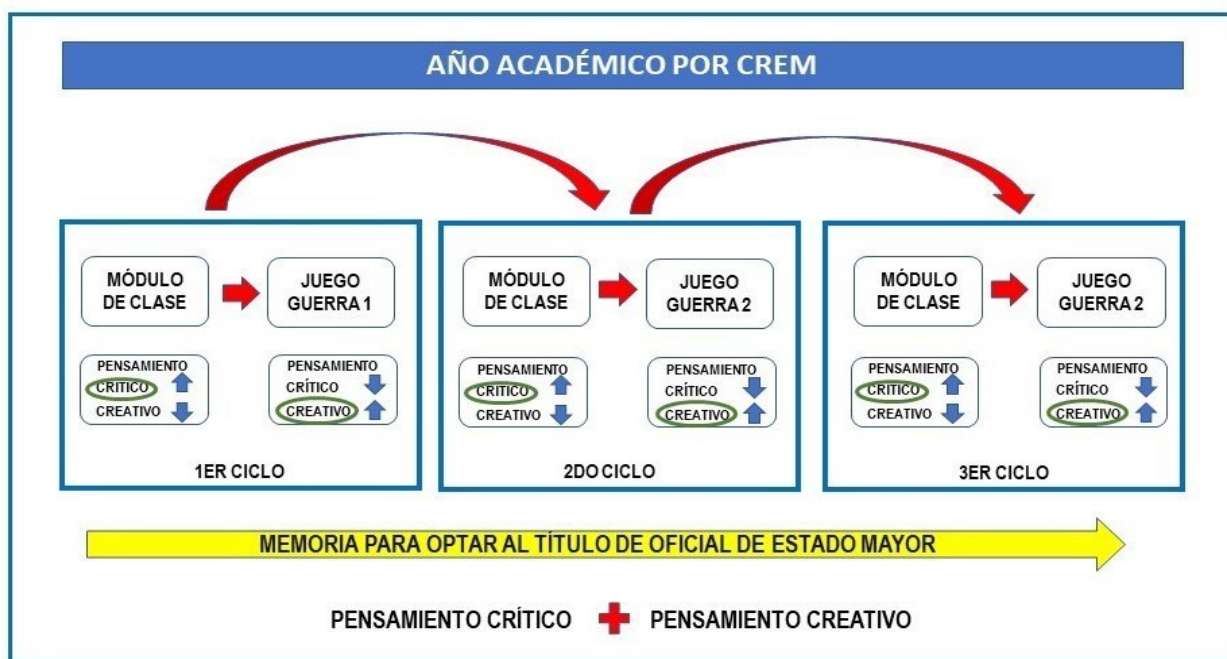 AÑO ACADÉMICO POR CREM
MÓDULO
DE CLASE
JUEGO
GUERRA 1
PENSAMIENTO
CRÍTICO
CREATIVO
PENSAMIENTO
CRÍTICO
CREATIVO
1ER CICLO
MÓDULO
DE CLASE
JUEGO
GUERRA 2
PENSAMIENTO
CRÍTICO
CREATIVO
PENSAMIENTO
CRÍTICO
CREATIVO
2DO CICLO
MÓDULO
DE CLASE
JUEGO
GUERRA 2
PENSAMIENTO
CRÍTICO
CREATIVO
PENSAMIENTO
CRÍTICO
CREATIVO
3ER CICLO
MEMORIA PARA OPTAR AL TÍTULO DE OFICIAL DE ESTADO MAYOR
PENSAMIENTO CRÍTICO PENSAMIENTO CREATIVO